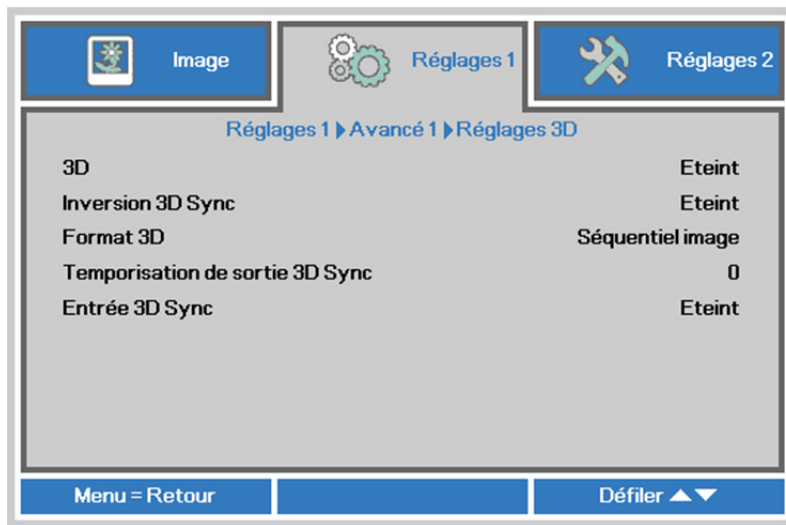 Image
Réglages 1
Réglages 2
Réglages 1 ▶ Avancé 1 ▶ Réglages 3D
3D Eteint
Inversion 3D Sync Eteint
Format 3D Séquentiel image
Temporisation de sortie 3D Sync 0
Entrée 3D Sync Eteint
Menu = Retour
Défiler ▲▼